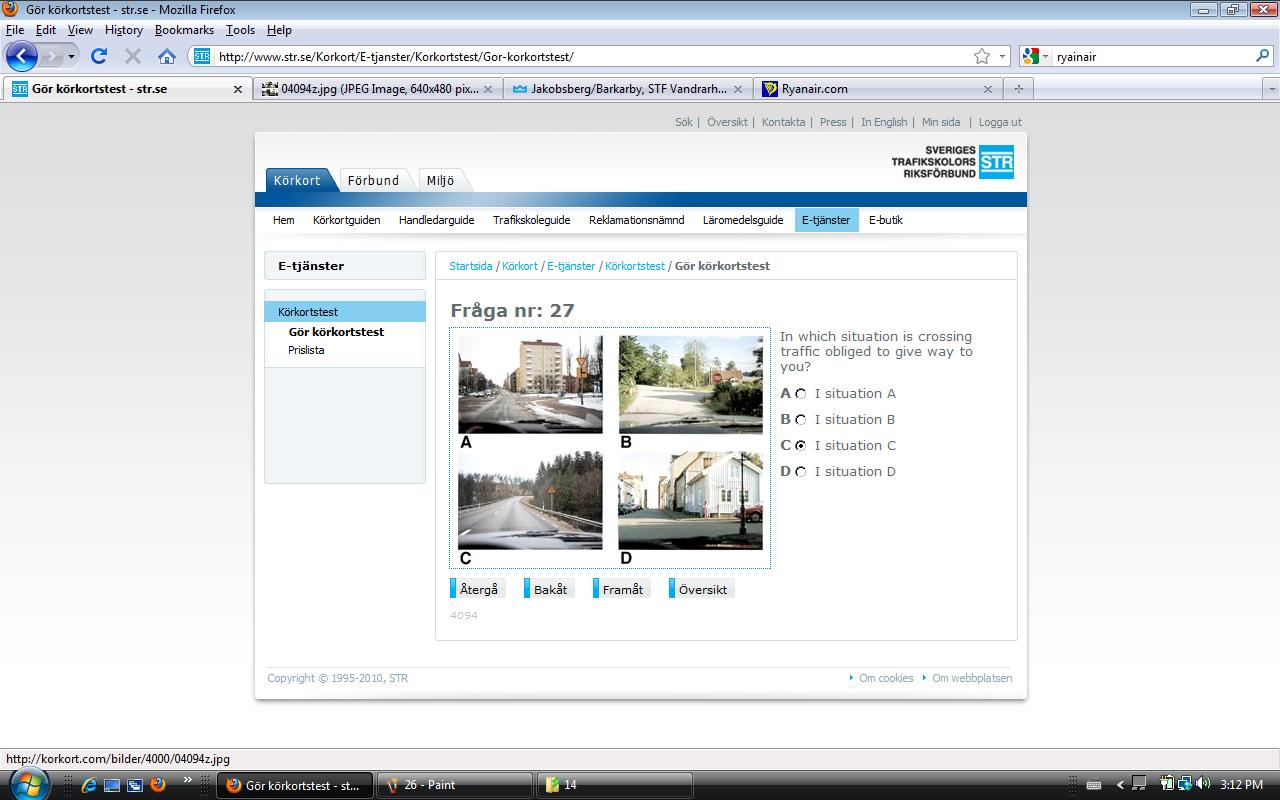 Gör körkortstest - str.se - Mozilla Firefox
File Edit View History Bookmarks Tools Help
http://www.str.se/Korkort/E-tjanster/Korkortstest/Gor-korkortstest/
ryainair
Gör körkortstest - str.se
04094z.jpg (JPEG Image, 640x480 pix...
Jakobsberg/Barkarby, STF Vandrarh...
Ryanair.com
Sök | Översikt | Kontakta | Press | In English | Min sida | Logga ut
SVERIGES
TRAFIKSKOLORS
RIKSFÖRBUND
STR
Körkort Förbund Miljö
Hem Körkortguiden Handledarguide Trafikskoleguide Reklamationsnämnd Läromedelsguide E-tjänster E-butik
E-tjänster
Körkortstest
Gör körkortstest
Prislista
Startsida / Körkort / E-tjänster / Körkortstest / Gör körkortstest
Fråga nr: 27
A
B
C
D
In which situation is crossing
traffic obliged to give way to
you?
A I situation A
B I situation B
C I situation C
D I situation D
Återgå Bakåt Framåt Översikt
4094
Copyright © 1995-2010, STR
Om cookies Om webbplatsen
http://korkort.com/bilder/4000/04094z.jpg
Gör körkortstest - st...
26 - Paint
14
3:12 PM